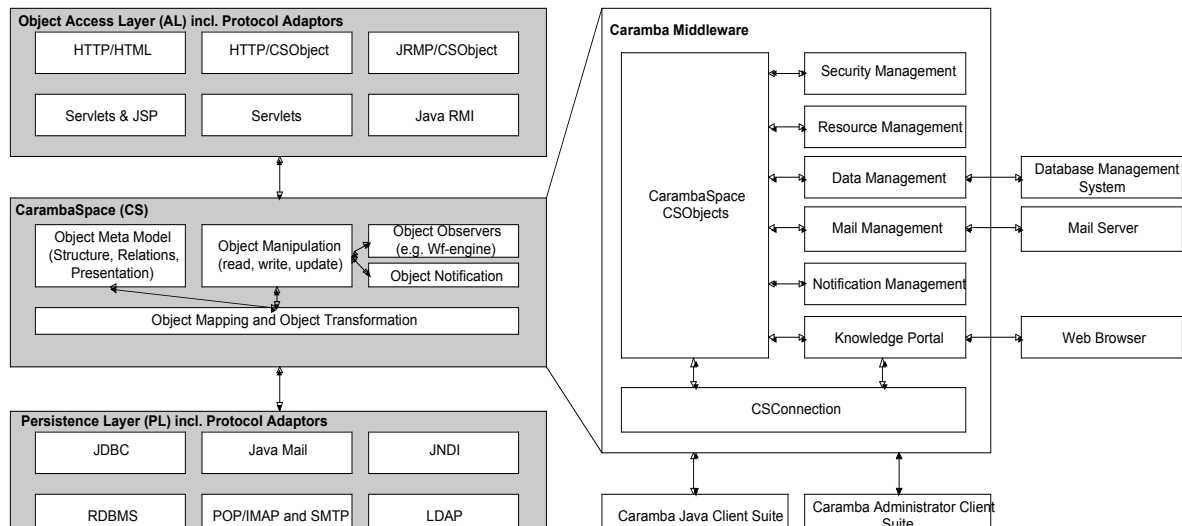 Object Access Layer (AL) incl. Protocol Adaptors
HTTP/HTML
HTTP/CSObject
JRMP/CSObject
Servlets & JSP
Servlets
Java RMI
CarambaSpace (CS)
Object Meta Model
(Structure, Relations,
Presentation)
Object Manipulation
(read, write, update)
Object Observers
(e.g. Wf-engine)
Object Notification
Object Mapping and Object Transformation
Persistence Layer (PL) incl. Protocol Adaptors
JDBC
Java Mail
JNDI
RDBMS
POP/IMAP and SMTP
LDAP
Caramba Middleware
CarambaSpace
CSObjects
Security Management
Resource Management
Data Management
Mail Management
Notification Management
Knowledge Portal
CSConnection
Database Management
System
Mail Server
Web Browser
Caramba Java Client Suite
Caramba Administrator Client
Suite